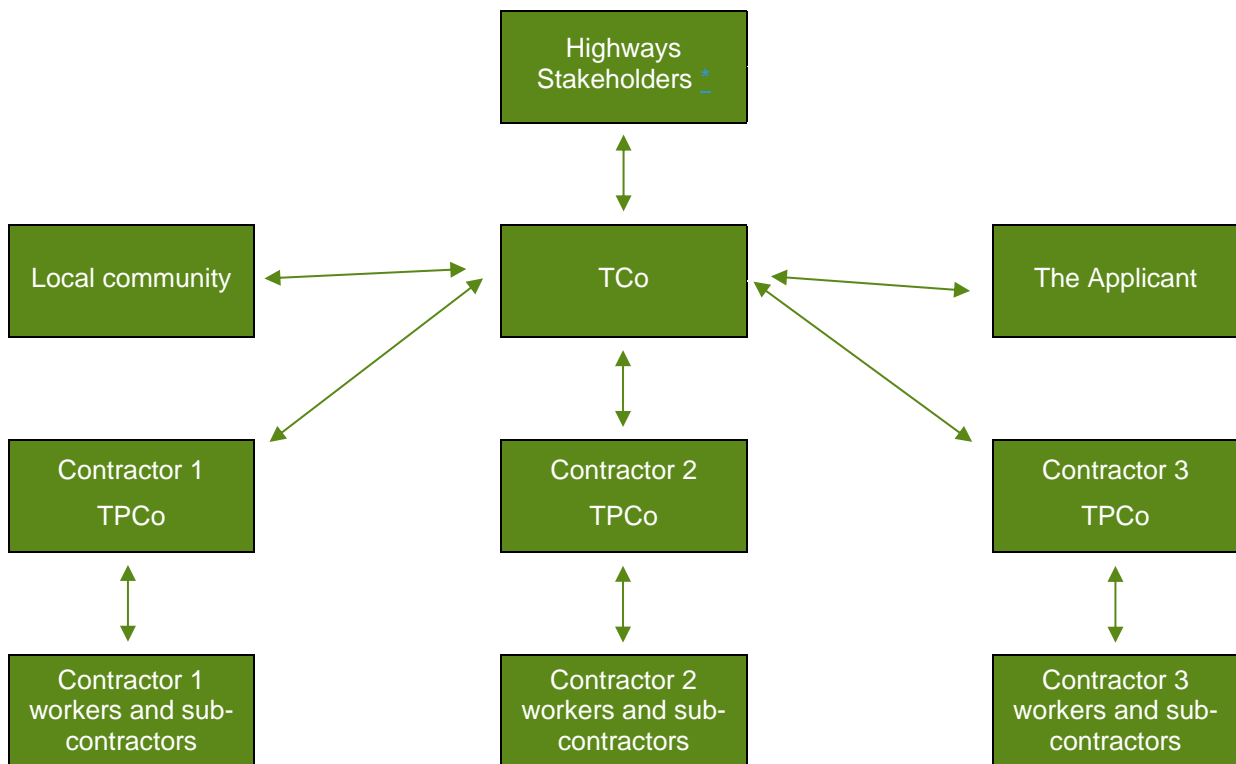 Highways
Stakeholders *
Local community
TCo
The Applicant
Contractor 1
TPCo
Contractor 2
TPCo
Contractor 3
TPCo
Contractor 1
workers and sub-
contractors
Contractor 2
workers and sub-
contractors
Contractor 3
workers and sub-
contractors